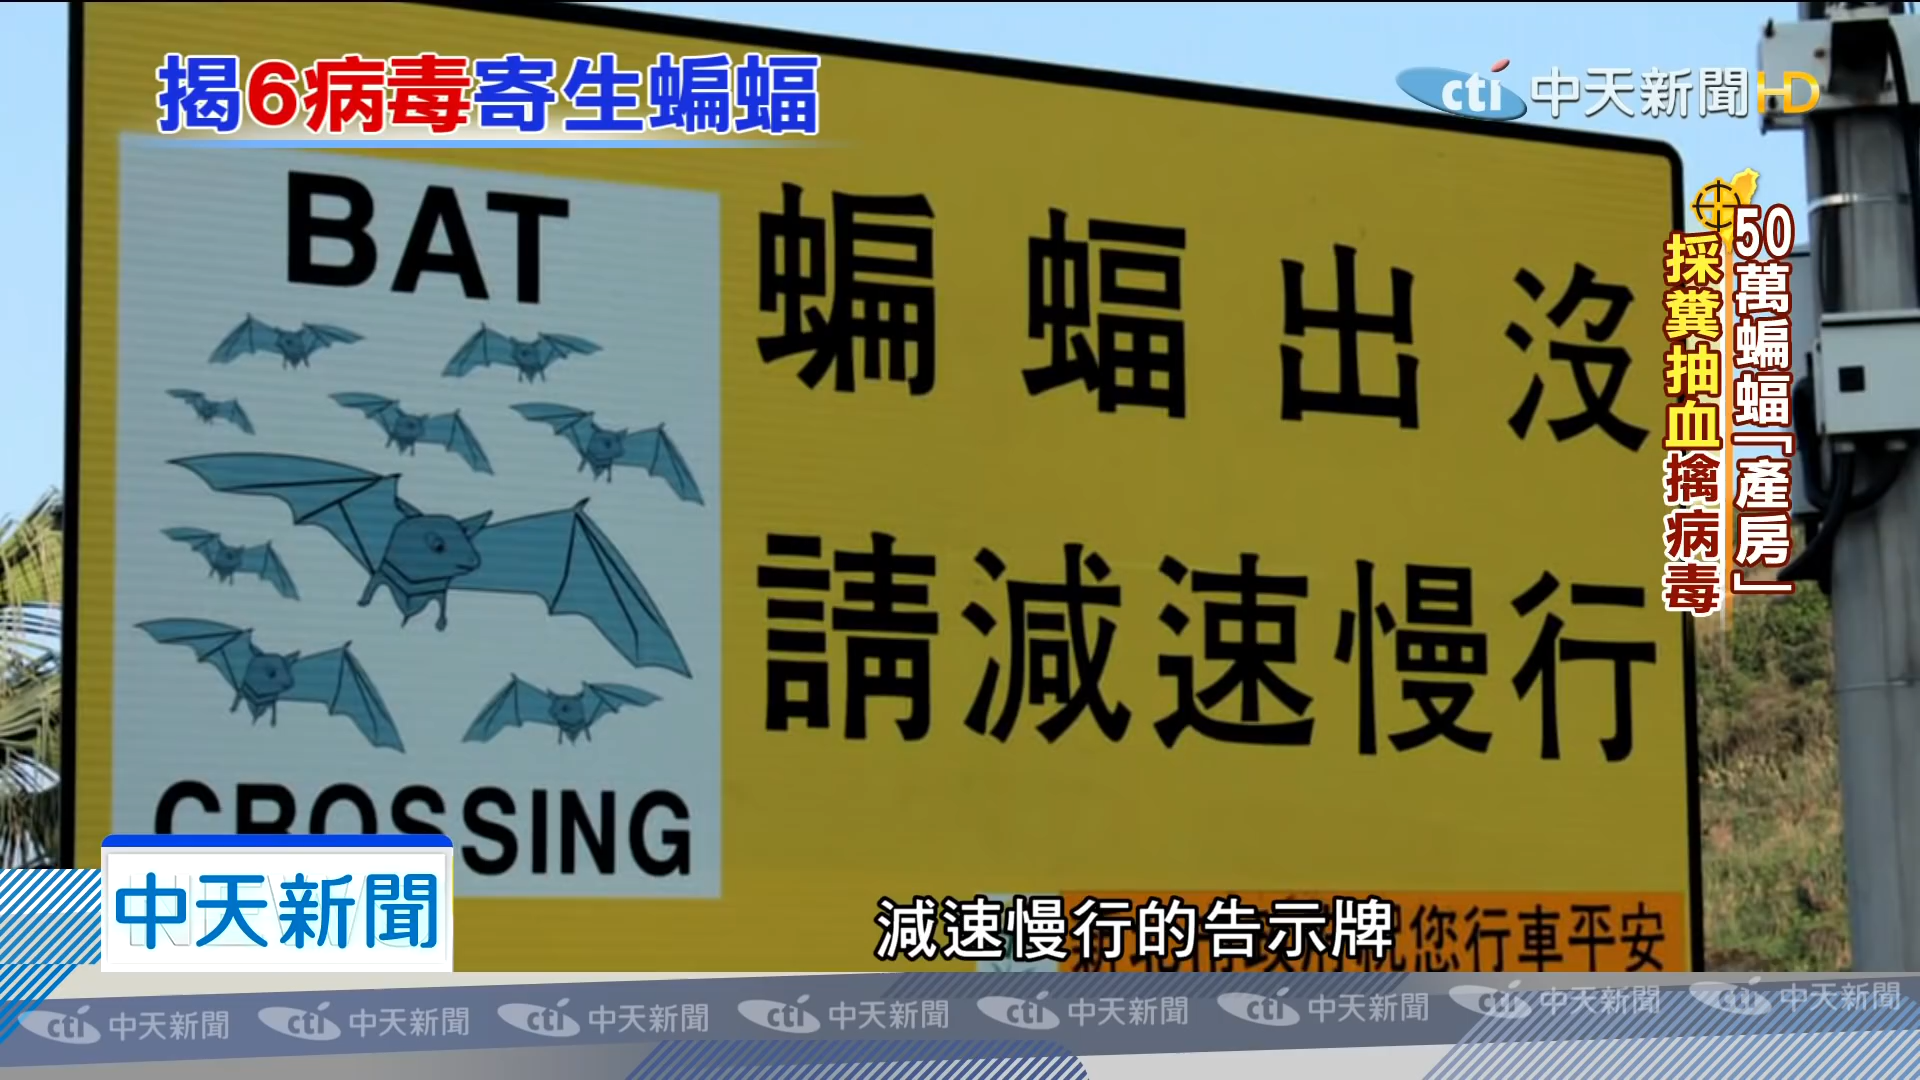 揭6病毒寄生蝙蝠
cti 中天新聞 HD
50萬蝙蝠「產房」
採糞抽血擒病毒
BAT
CROSSING
蝙蝠出沒
請減速慢行
祝您行車平安
減速慢行的告示牌
中天新聞
cti 中天新聞 cti 中天新聞 cti 中天新聞 cti 中天新聞 cti 中天新聞 cti 中天新聞 cti 中天新聞 cti 中天新聞